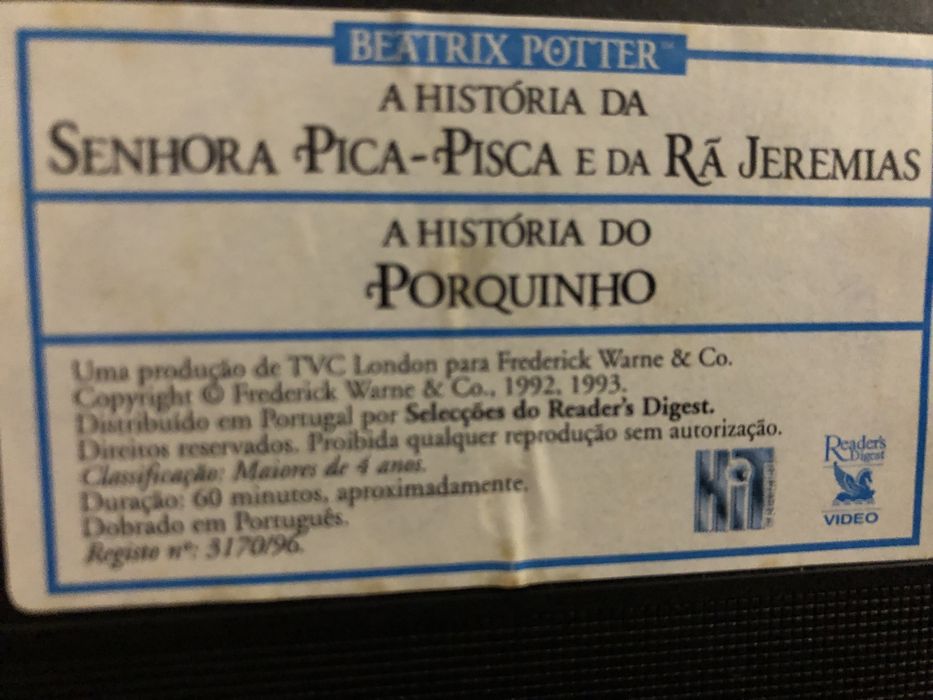 BEATRIX POTTER™
A HISTÓRIA DA
SENHORA PICA-PISCA E DA RÃ JEREMIAS
A HISTÓRIA DO
PORQUINHO
Uma produção de TVC London para Frederick Warne & Co.
Copyright © Frederick Warne & Co., 1992, 1993.
Distribuído em Portugal por Selecções do Reader's Digest.
Direitos reservados. Proibida qualquer reprodução sem autorização.
Classificação: Maiores de 4 anos.
Duração: 60 minutos, aproximadamente.
Dobrado em Português.
Registo nº: 3170/96.
HiT
Reader's
Digest
VIDEO